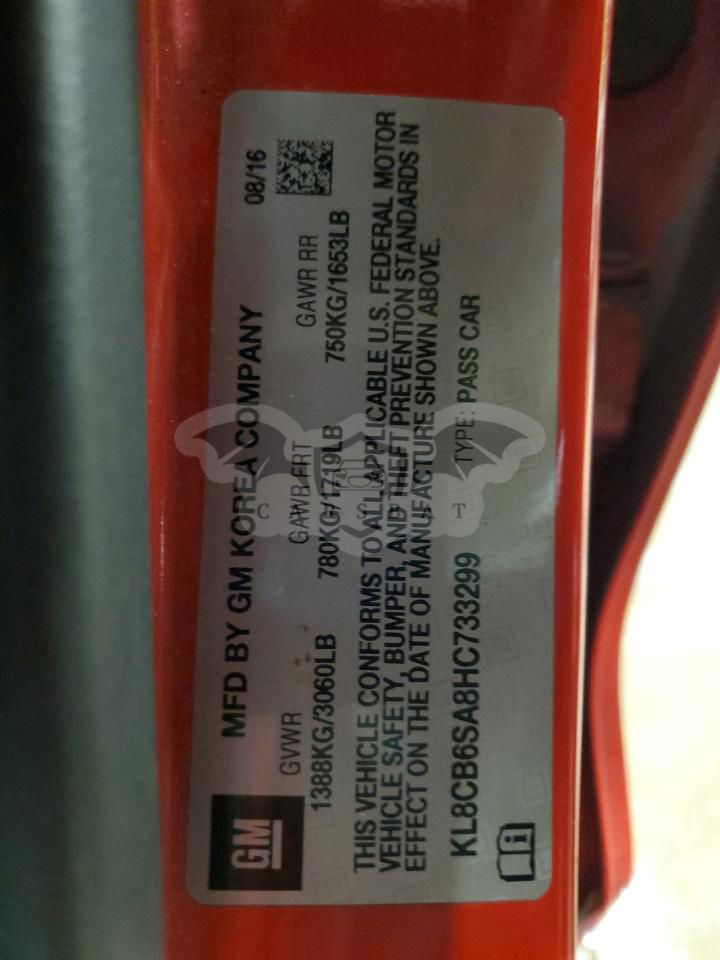 GM
MFD BY GM KOREA COMPANY 08/16
GVWR GAWR FRT GAWR RR
1388KG/3060LB 780KG/1719LB 750KG/1653LB
THIS VEHICLE CONFORMS TO ALL APPLICABLE U.S. FEDERAL MOTOR
VEHICLE SAFETY, BUMPER, AND THEFT PREVENTION STANDARDS IN
EFFECT ON THE DATE OF MANUFACTURE SHOWN ABOVE.
KL8CB6SA8HC733299 TYPE: PASS CAR